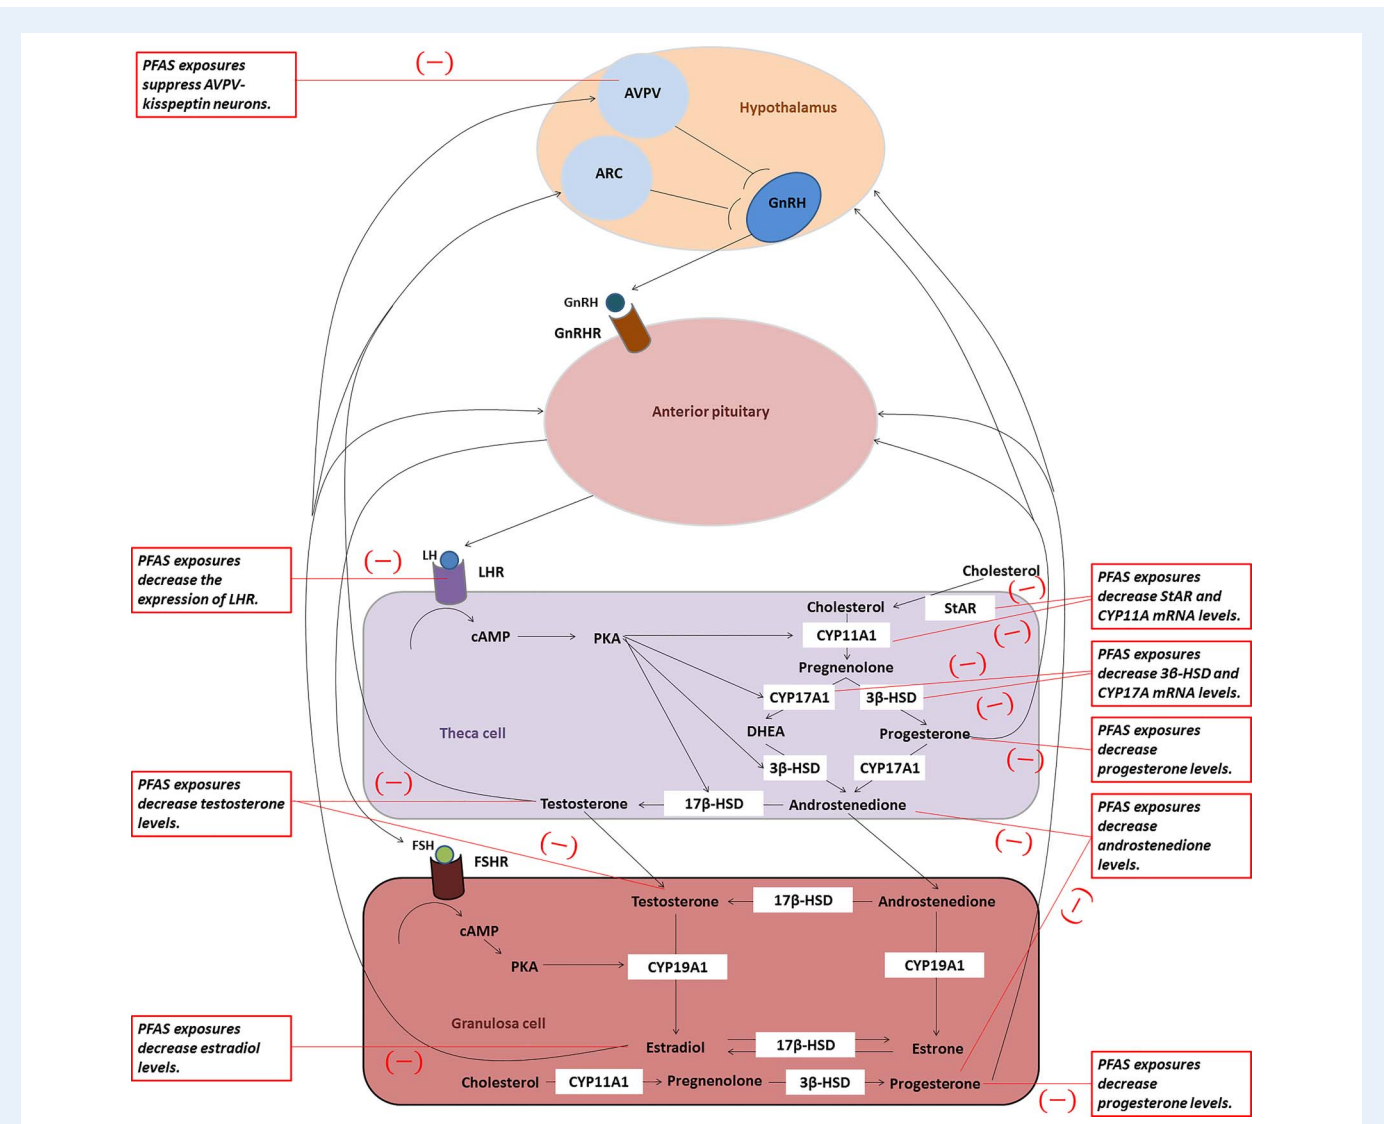 PFAS exposures
suppress AVPV-
kisspeptin neurons.
(−)
AVPV
Hypothalamus
ARC
GnRH
GnRH
GnRHR
Anterior pituitary
PFAS exposures
decrease the
expression of LHR.
(−)
LH
LHR
Cholesterol
(−)
PFAS exposures
decrease StAR and
CYP11A mRNA levels.
Cholesterol
StAR
cAMP
PKA
CYP11A1
(−)
Pregnenolone
(−)
PFAS exposures
decrease 3β-HSD and
CYP17A mRNA levels.
CYP17A1
3β-HSD
(−)
Theca cell
DHEA
Progesterone
PFAS exposures
decrease
progesterone levels.
3β-HSD
CYP17A1
(−)
PFAS exposures
decrease testosterone
levels.
(−)
Testosterone
17β-HSD
Androstenedione
PFAS exposures
decrease
androstenedione
levels.
(−)
(−)
FSH
FSHR
Testosterone
17β-HSD
Androstenedione
(−)
cAMP
PKA
CYP19A1
CYP19A1
Granulosa cell
PFAS exposures
decrease estradiol
levels.
(−)
Estradiol
17β-HSD
Estrone
Cholesterol
CYP11A1
Pregnenolone
3β-HSD
Progesterone
(−)
PFAS exposures
decrease
progesterone levels.